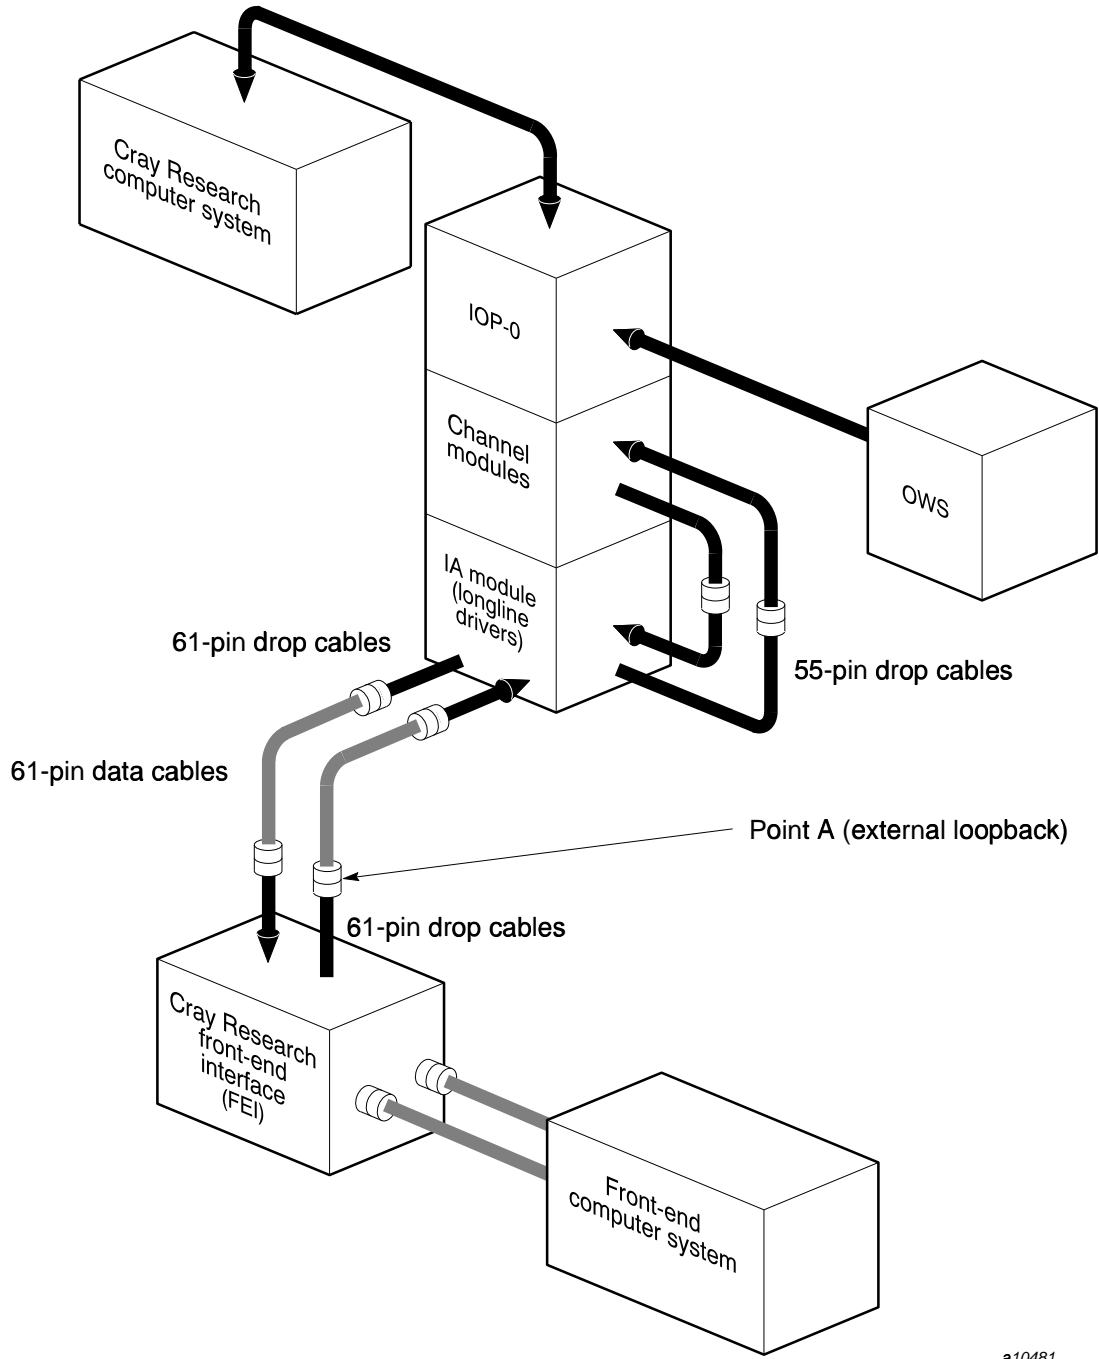 Cray Research
computer system
IOP-0
Channel
modules
OWS
IA module
(longline
drivers)
61-pin drop cables
55-pin drop cables
61-pin data cables
Point A (external loopback)
61-pin drop cables
Cray Research
front-end
interface
(FEI)
Front-end
computer system
a10481